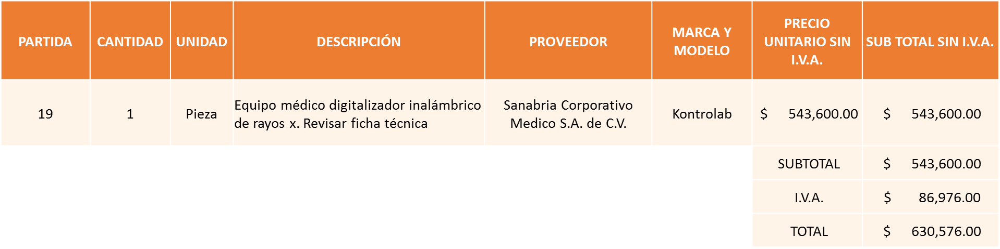 PARTIDA
CANTIDAD
UNIDAD
DESCRIPCIÓN
PROVEEDOR
MARCA Y
MODELO
PRECIO
UNITARIO SIN
I.V.A.
SUB TOTAL SIN I.V.A.
19
1
Pieza
Equipo médico digitalizador inalámbrico
de rayos x. Revisar ficha técnica
Sanabria Corporativo
Medico S.A. de C.V.
Kontrolab
$ 543,600.00
$ 543,600.00
SUBTOTAL
$ 543,600.00
I.V.A.
$ 86,976.00
TOTAL
$ 630,576.00